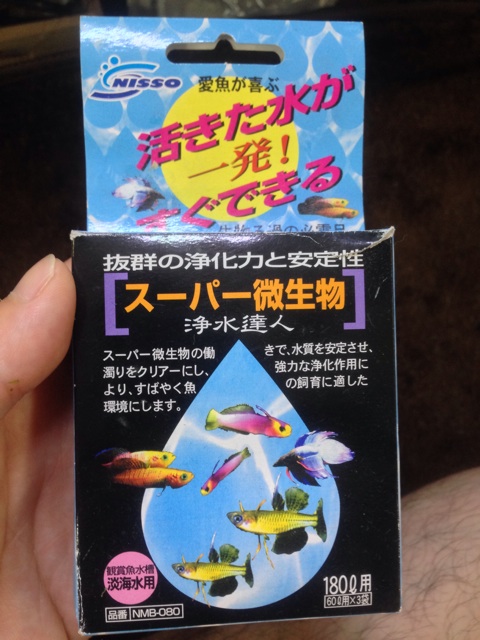 NISSO
愛魚が喜ぶ
活きた水が
一発!
すぐできる
抜群の浄化力と安定性
[スーパー微生物]
浄水達人
スーパー微生物の働きで、水質を安定させ、
濁りをクリアーにし、強力な浄化作用に
より、すばやく魚の飼育に適した
環境にします。
観賞魚水槽
淡海水用
品番 NMB-080
180ℓ用
60ℓ用×3袋